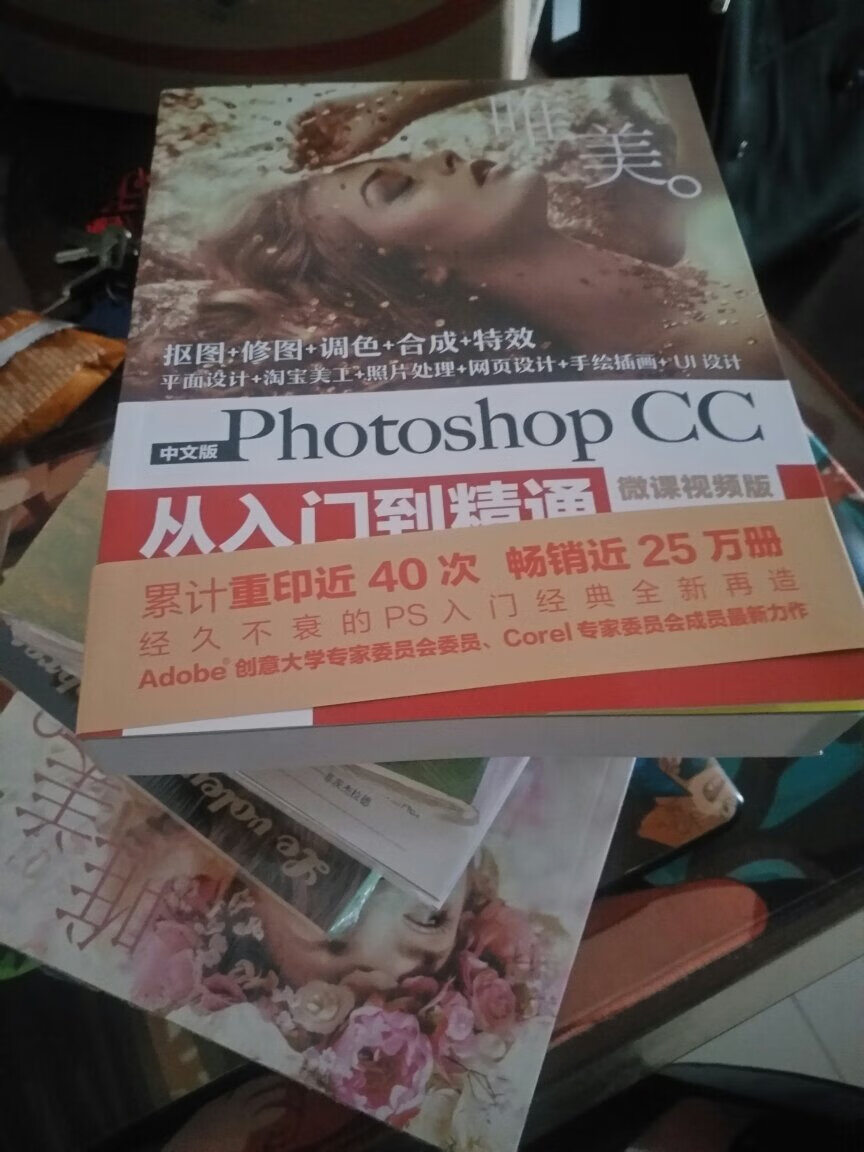 唯
美。
抠图+修图+调色+合成+特效
平面设计+淘宝美工+照片处理+网页设计+手绘插画+UI设计
中文版 Photoshop CC
从入门到精通 微课视频版
累计重印近 40 次 畅销近 25 万册
经久不衰的PS入门经典全新再造
Adobe®创意大学专家委员会委员、Corel专家委员会成员最新力作
唯美。